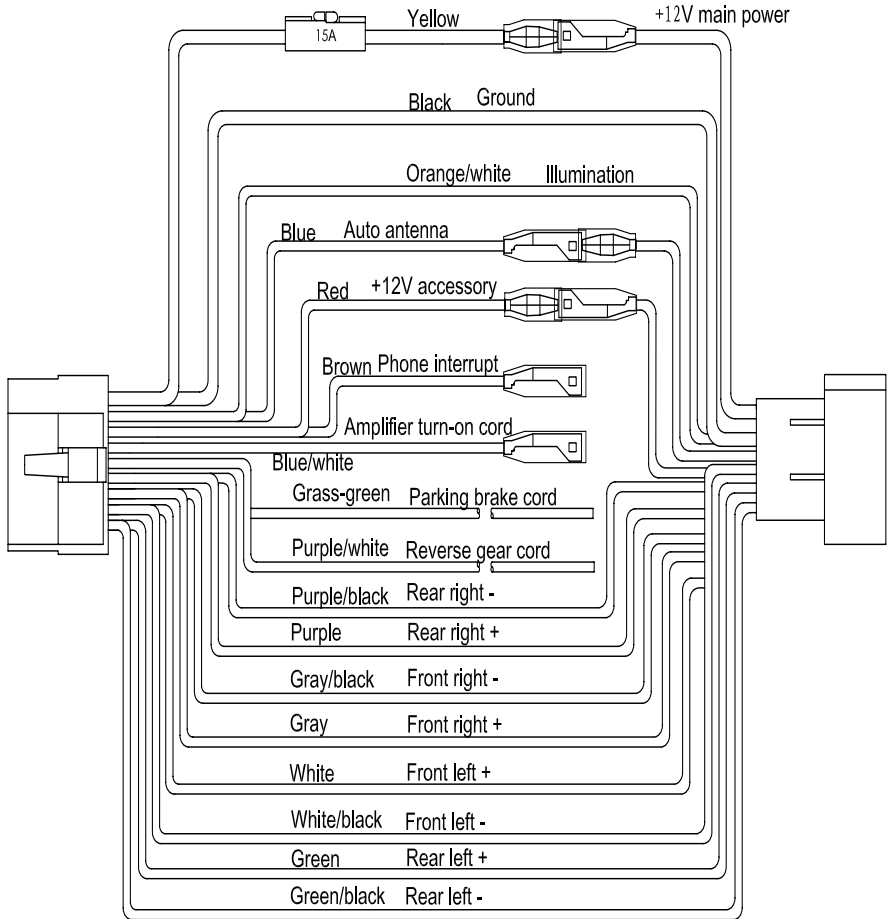 Yellow +12V main power
15A
Black Ground
Orange/white Illumination
Blue Auto antenna
Red +12V accessory
Brown Phone interrupt
Amplifier turn-on cord
Blue/white
Grass-green Parking brake cord
Purple/white Reverse gear cord
Purple/black Rear right -
Purple Rear right +
Gray/black Front right -
Gray Front right +
White Front left +
White/black Front left -
Green Rear left +
Green/black Rear left -